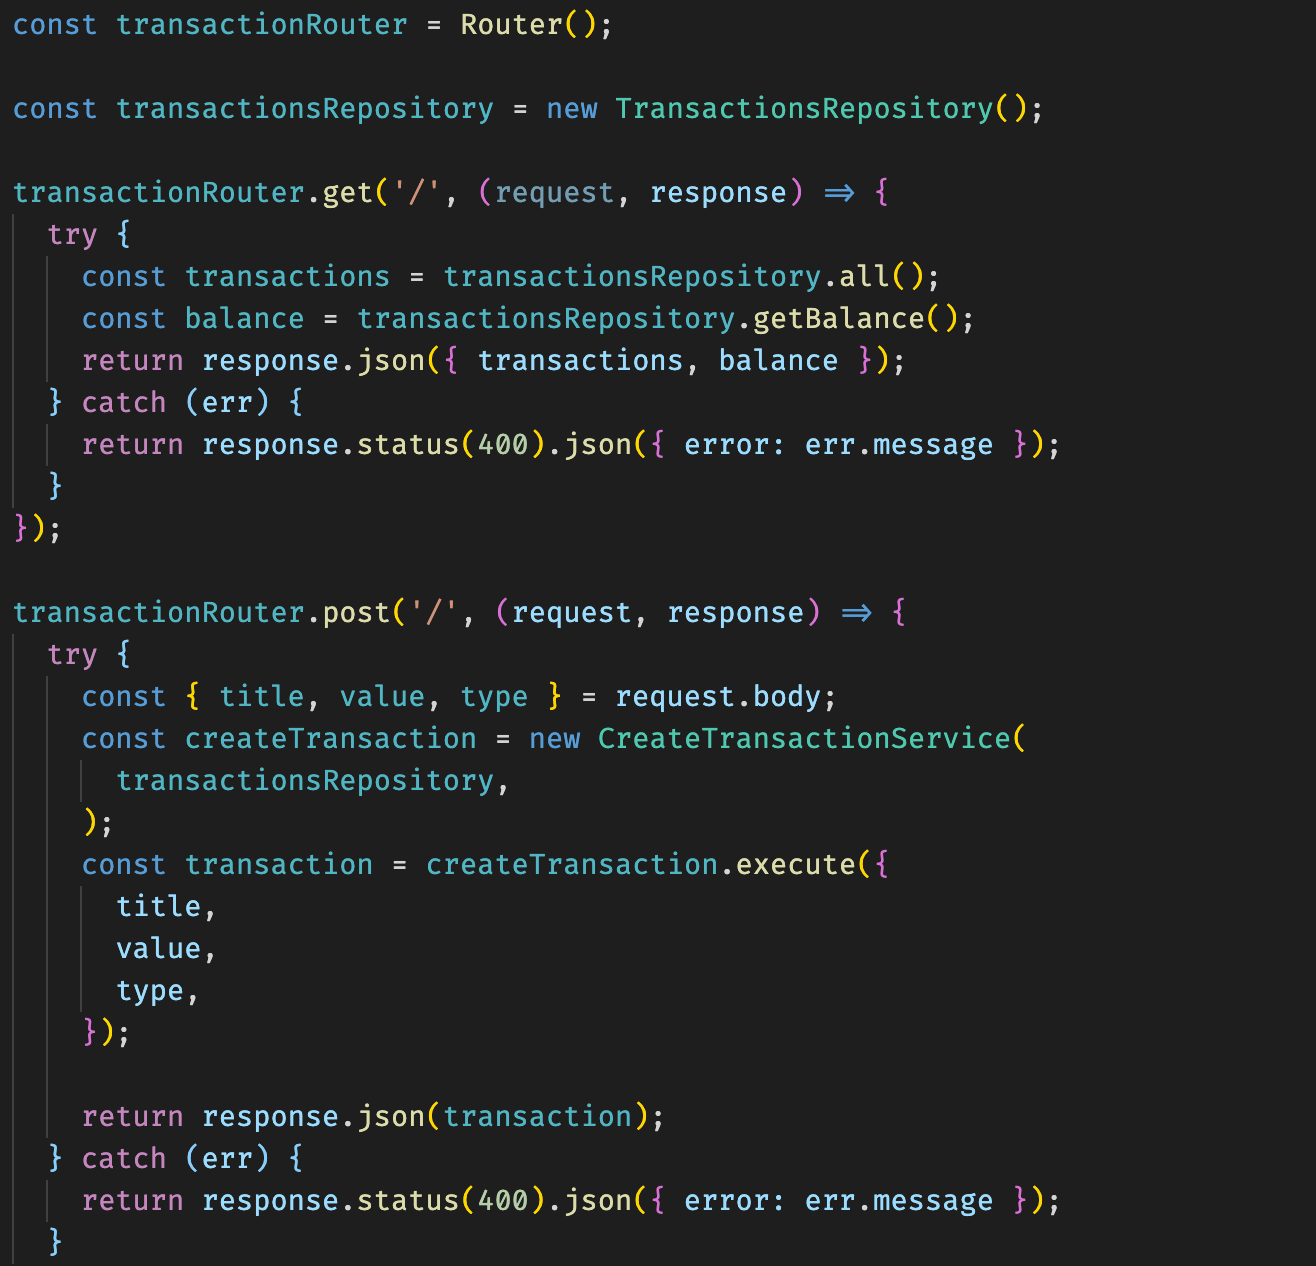 const transactionRouter = Router();
const transactionsRepository = new TransactionsRepository();
transactionRouter.get('/', (request, response) => {
try {
const transactions = transactionsRepository.all();
const balance = transactionsRepository.getBalance();
return response.json({ transactions, balance });
} catch (err) {
return response.status(400).json({ error: err.message });
}
});
transactionRouter.post('/', (request, response) => {
try {
const { title, value, type } = request.body;
const createTransaction = new CreateTransactionService(
transactionsRepository,
);
const transaction = createTransaction.execute({
title,
value,
type,
});
return response.json(transaction);
} catch (err) {
return response.status(400).json({ error: err.message });
}